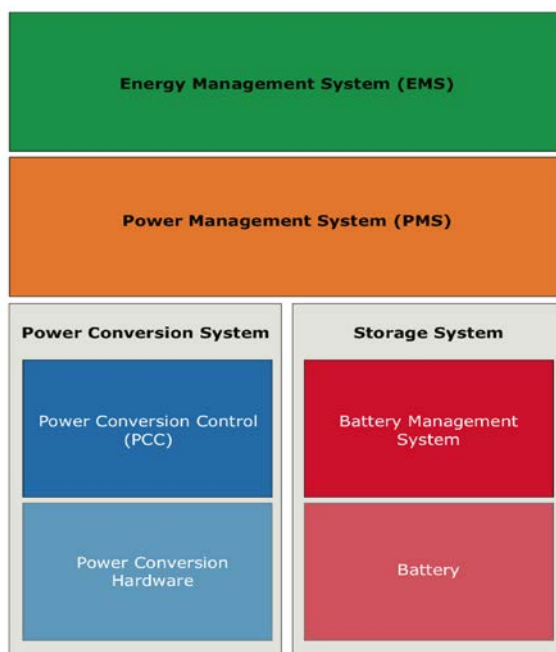 Energy Management System (EMS)
Power Management System (PMS)
Power Conversion System
Power Conversion Control
(PCC)
Power Conversion
Hardware
Storage System
Battery Management
System
Battery